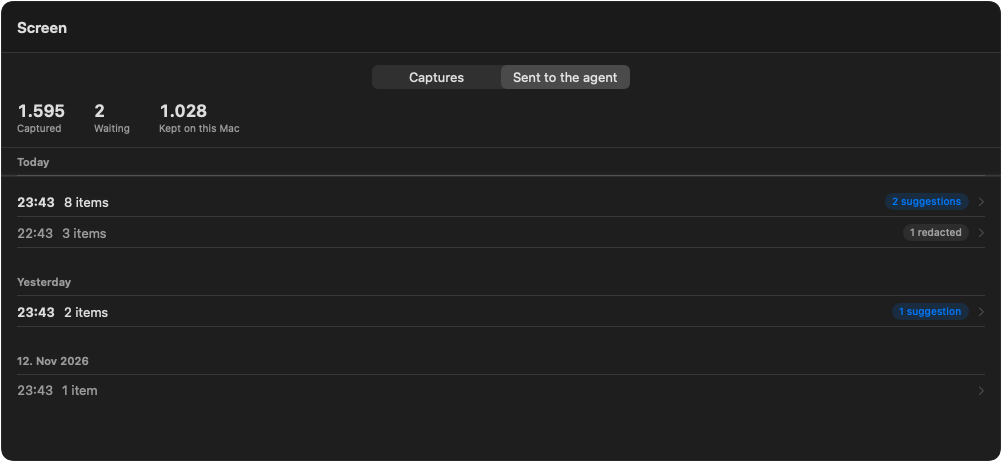 Screen
Captures Sent to the agent
1.595 2 1.028
Captured Waiting Kept on this Mac
Today
23:43 8 items 2 suggestions
22:43 3 items 1 redacted
Yesterday
23:43 2 items 1 suggestion
12. Nov 2026
23:43 1 item